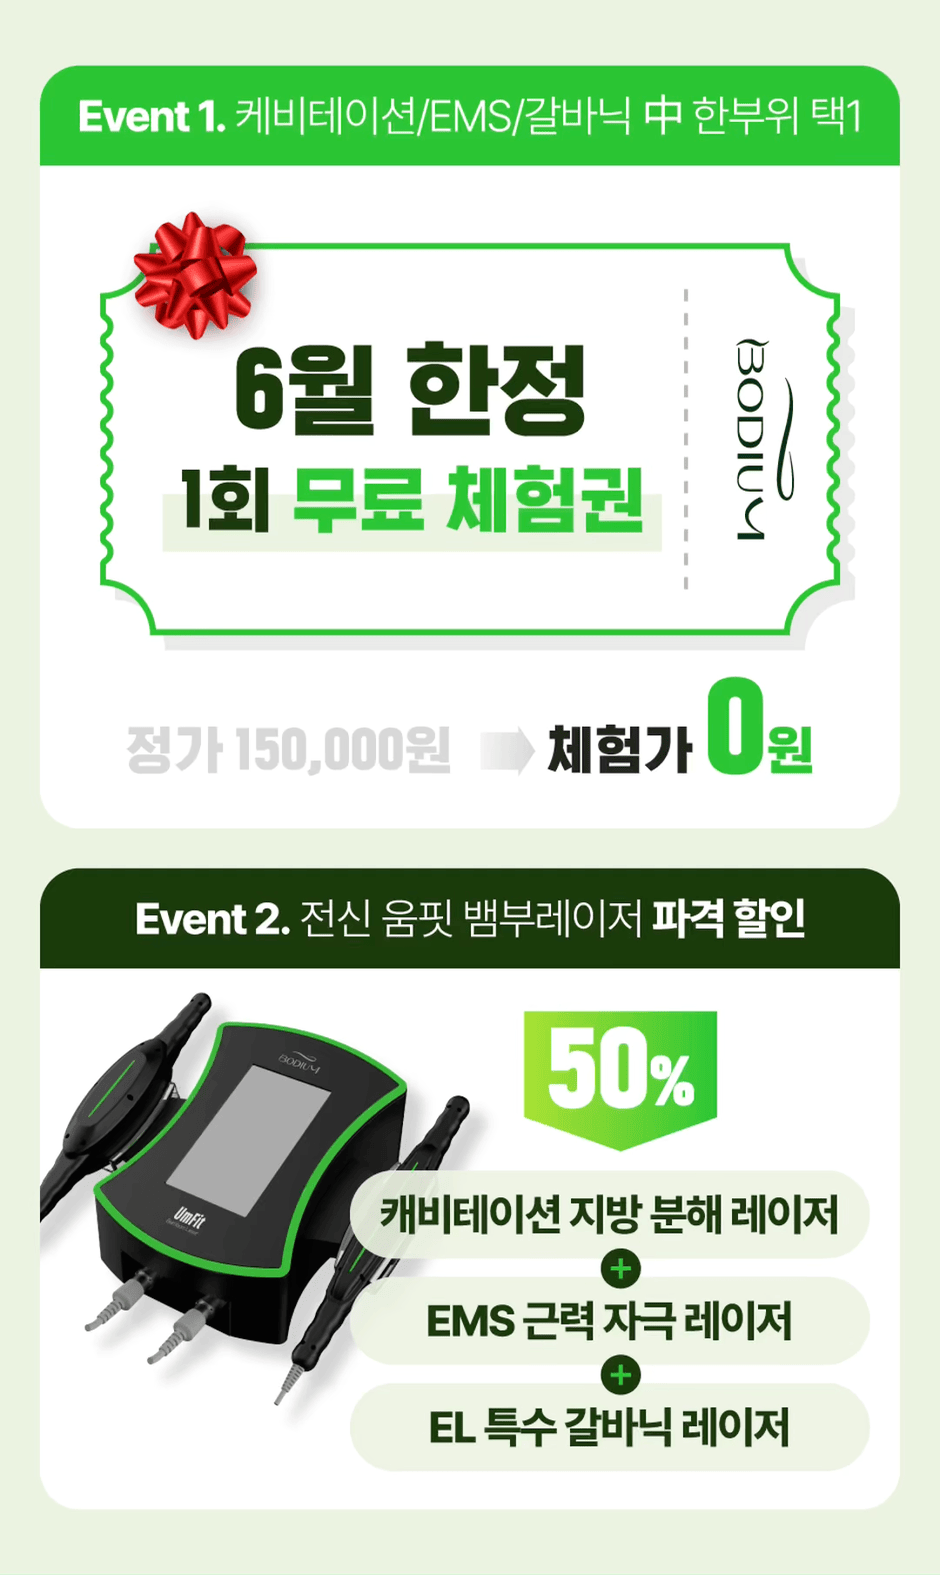 Event 1. 케비테이션/EMS/갈바닉 中 한부위 택1
6월 한정
1회 무료 체험권
BODIUM
정가 150,000원
체험가 0원
Event 2. 전신 움핏 뱀부레이저 파격 할인
BODIUM
UmFit
50%
캐비테이션 지방 분해 레이저
+
EMS 근력 자극 레이저
+
EL 특수 갈바닉 레이저